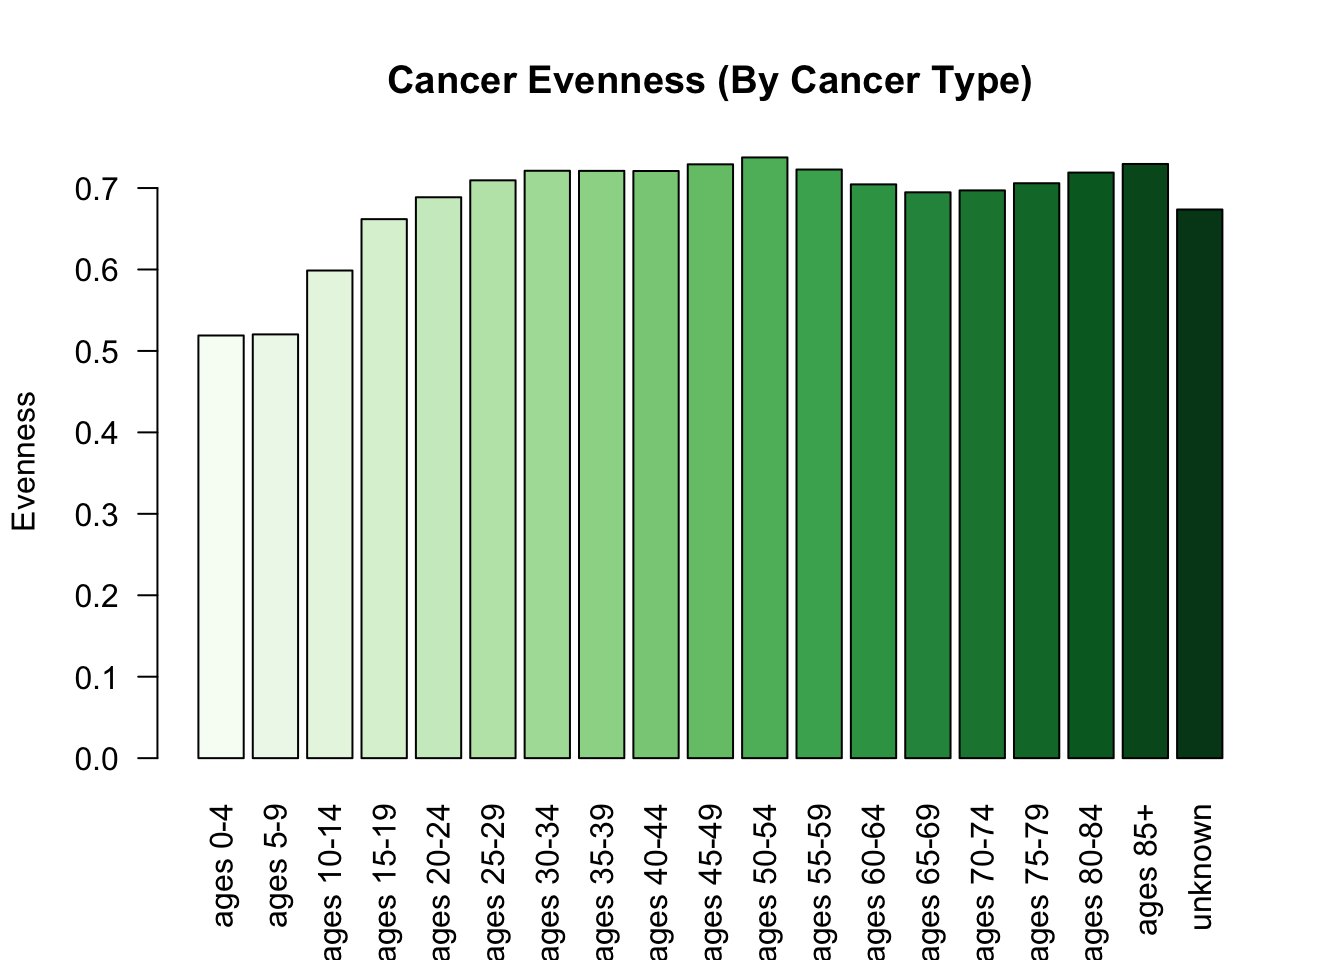 Cancer Evenness (By Cancer Type)
Evenness
0.7
0.6
0.5
0.4
0.3
0.2
0.1
0.0
ages 0-4
ages 5-9
ages 10-14
ages 15-19
ages 20-24
ages 25-29
ages 30-34
ages 35-39
ages 40-44
ages 45-49
ages 50-54
ages 55-59
ages 60-64
ages 65-69
ages 70-74
ages 75-79
ages 80-84
ages 85+
unknown